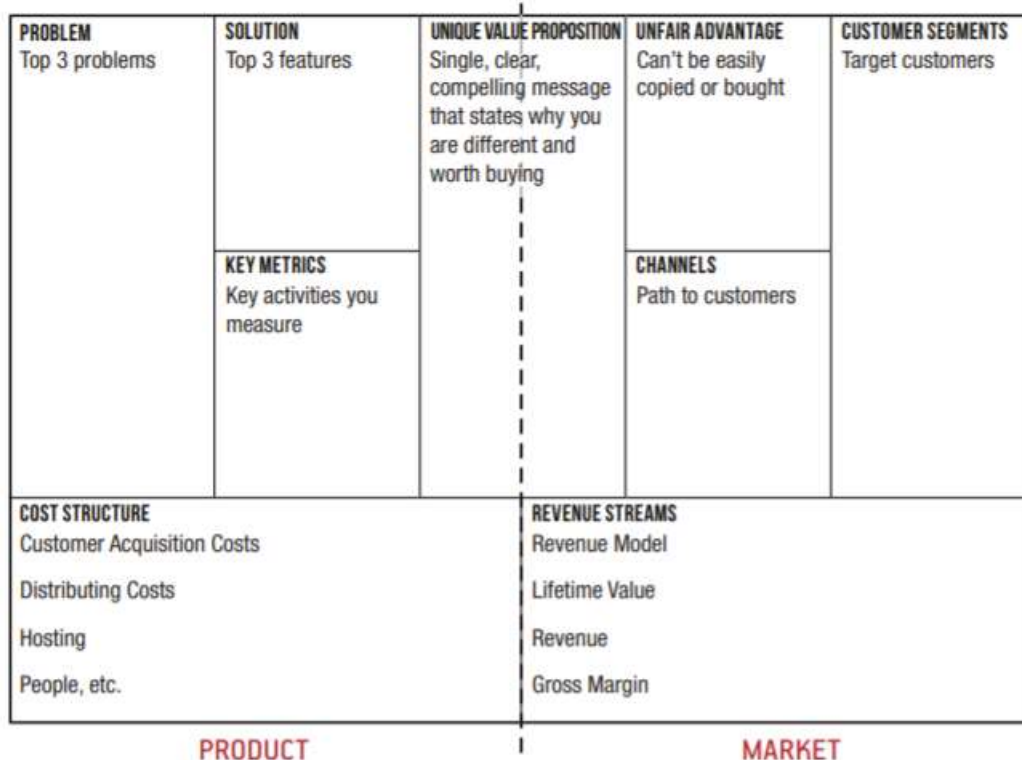 PROBLEM
Top 3 problems
SOLUTION
Top 3 features
KEY METRICS
Key activities you
measure
UNIQUE VALUE PROPOSITION
Single, clear,
compelling message
that states why you
are different and
worth buying
UNFAIR ADVANTAGE
Can't be easily
copied or bought
CHANNELS
Path to customers
CUSTOMER SEGMENTS
Target customers
COST STRUCTURE
Customer Acquisition Costs
Distributing Costs
Hosting
People, etc.
REVENUE STREAMS
Revenue Model
Lifetime Value
Revenue
Gross Margin
PRODUCT
MARKET